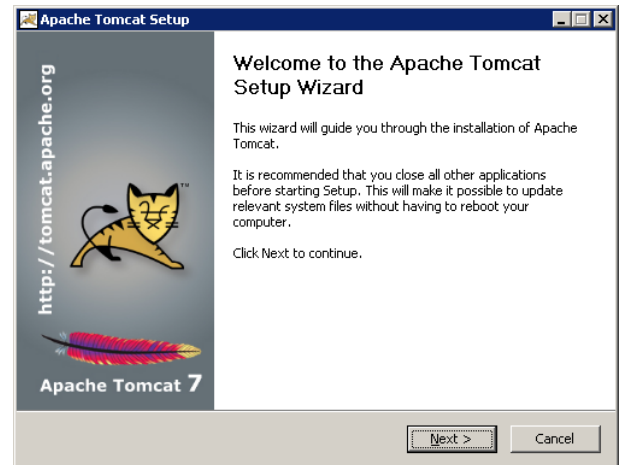 Apache Tomcat Setup
http://tomcat.apache.org
Apache Tomcat 7
Welcome to the Apache Tomcat
Setup Wizard
This wizard will guide you through the installation of Apache
Tomcat.
It is recommended that you close all other applications
before starting Setup. This will make it possible to update
relevant system files without having to reboot your
computer.
Click Next to continue.
Next >
Cancel